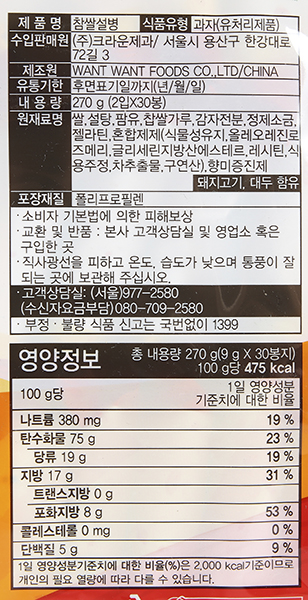 제 품 명 찹쌀설병 식품유형 과자(유처리제품)
수입판매원 (주)크라운제과/ 서울시 용산구 한강대로
72길 3
제조원 WANT WANT FOODS CO.,LTD/CHINA
유통기한 후면표기일까지(년/월/일)
내 용 량 270 g (2입X30봉)
원재료명 쌀,설탕,팜유,찹쌀가루,감자전분,정제소금,
젤라틴,혼합제제(식물성유지,올레오레진로
즈메리,글리세린지방산에스테르,레시틴,식
용주정,차추출물,구연산),향미증진제
돼지고기, 대두 함유
포장재질 폴리프로필렌
· 소비자 기본법에 의한 피해보상
· 교환 및 반품 : 본사 고객상담실 및 영업소 혹은
구입한 곳
· 직사광선을 피하고 온도, 습도가 낮으며 통풍이 잘
되는 곳에 보관해 주십시오.
· 고객상담실: (서울)977-2580
(수신자요금부담)080-709-2580
· 부정 · 불량 식품 신고는 국번없이 1399
영양정보 총 내용량 270 g(9 g X 30봉지)
100 g당 475 kcal
100 g당 1일 영양성분
기준치에 대한 비율
나트륨 380 mg 19 %
탄수화물 75 g 23 %
당류 19 g 19 %
지방 17 g 31 %
트랜스지방 0 g
포화지방 8 g 53 %
콜레스테롤 0 mg 0 %
단백질 5 g 9 %
1일 영양성분기준치에 대한 비율(%)은 2,000 kcal기준이므로
개인의 필요 열량에 따라 다를 수 있습니다.